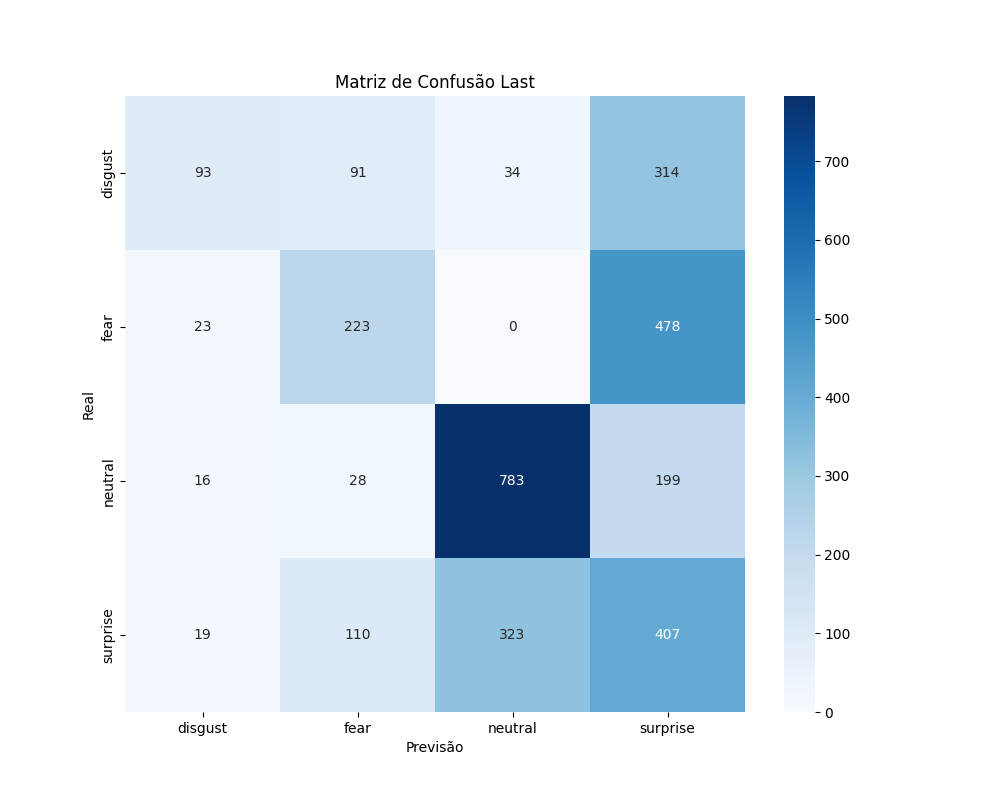 Matriz de Confusão Last
Real
disgust 93 91 34 314
fear 23 223 0 478
neutral 16 28 783 199
surprise 19 110 323 407
disgust fear neutral surprise
Previsão
700
600
500
400
300
200
100
0